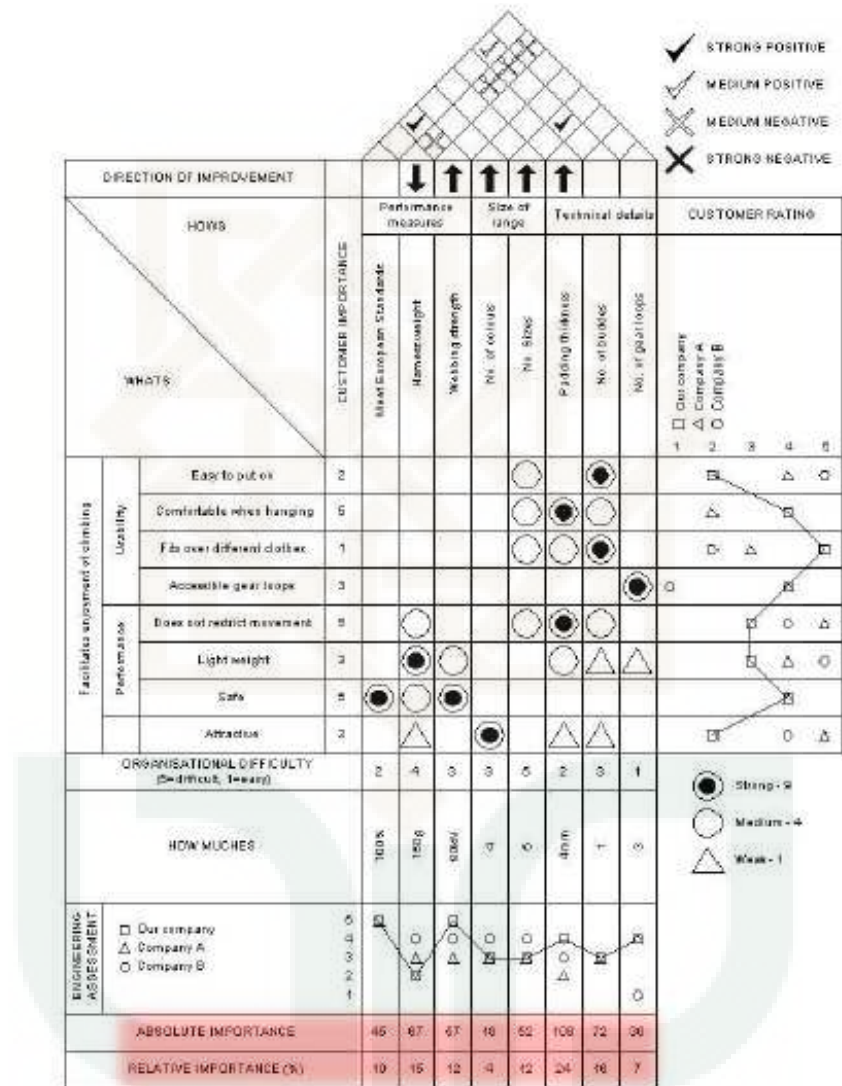 STRONG POSITIVE
MEDIUM POSITIVE
MEDIUM NEGATIVE
STRONG NEGATIVE
DIRECTION OF IMPROVEMENT
HOWS
WHATS
CUSTOMER IMPORTANCE
Performance measures
Size of range
Technical details
CUSTOMER RATING
Meet European Standards
Harness weight
Webbing strength
No. of colours
No. sizes
Padding thickness
No. of buckles
No. of gear loops
Our company
Company A
Company B
1 2 3 4 5
Facilitates enjoyment of climbing
Usability
Easy to put on 2
Comfortable when hanging 5
Fits over different clothes 1
Accessible gear loops 3
Performance
Does not restrict movement 5
Light weight 3
Safe 5
Attractive 2
ORGANISATIONAL DIFFICULTY
(5=difficult, 1=easy)
2 4 3 3 5 2 3 1
Strong - 9
Medium - 4
Weak - 1
HOW MUCHES
100% 4mm 1
ENGINEERING ASSESSMENT
Our company
Company A
Company B
5
4
3
2
1
ABSOLUTE IMPORTANCE 45 67 57 18 52 108 72 30
RELATIVE IMPORTANCE (%) 10 15 12 4 12 24 16 7